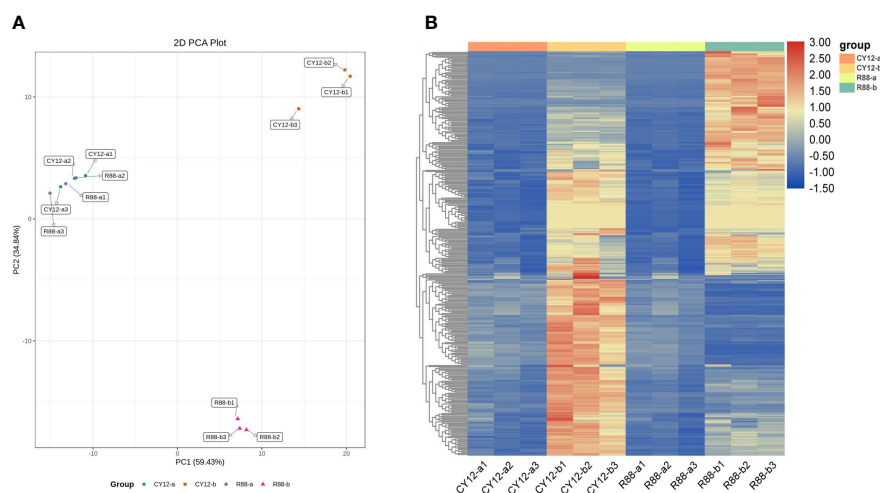 A
2D PCA Plot
CY12-b2
CY12-b1
CY12-b3
CY12-a2
CY12-a1
R88-a2
R88-a1
CY12-a3
R88-a3
R88-b1
R88-b3
R88-b2
10
0
-10
PC2 (34.84%)
-10
0
10
20
PC1 (59.43%)
Group
CY12-a
CY12-b
R88-a
R88-b
B
3.00
2.50
2.00
1.50
1.00
0.50
0.00
-0.50
-1.00
-1.50
group
CY12-a
CY12-b
R88-a
R88-b
CY12-a1
CY12-a2
CY12-a3
CY12-b1
CY12-b2
CY12-b3
R88-a1
R88-a2
R88-a3
R88-b1
R88-b2
R88-b3